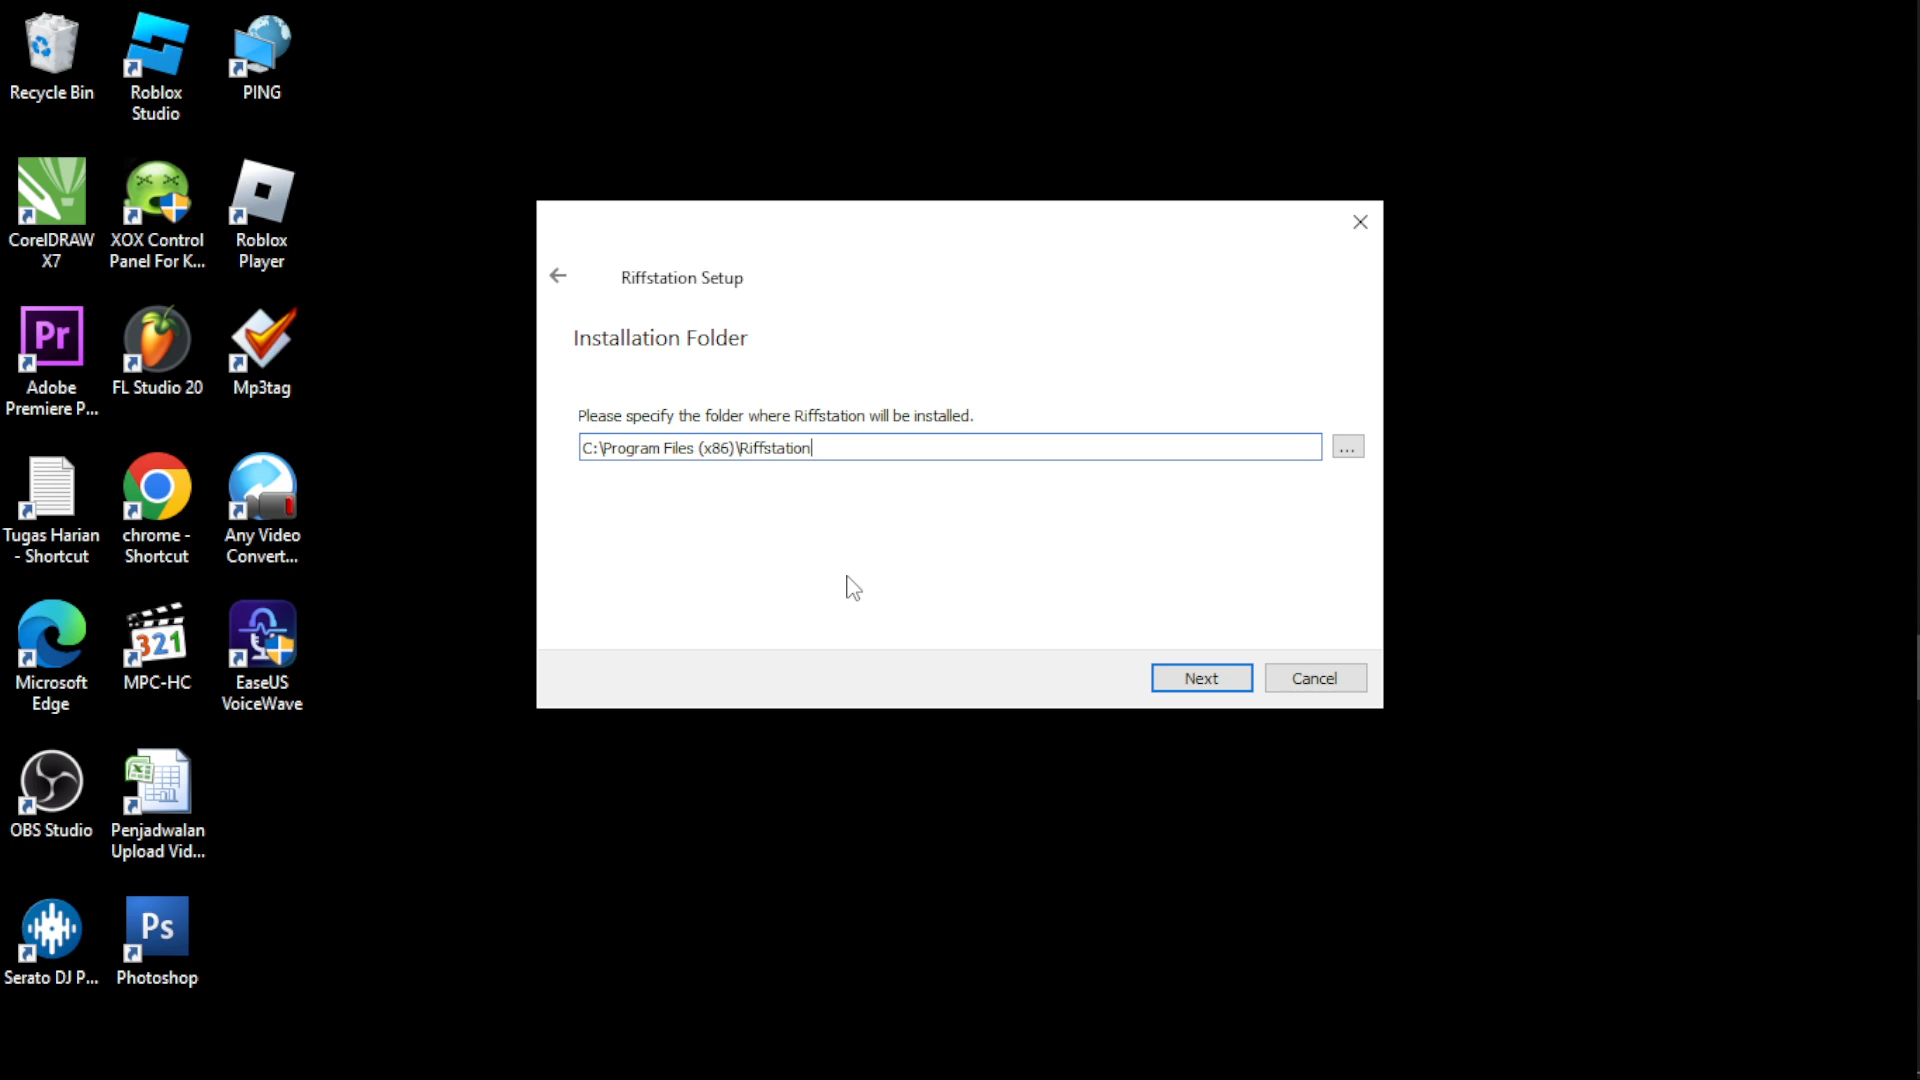 Recycle Bin
Roblox
Studio
PING
CorelDRAW
X7
XOX Control
Panel For K...
Roblox
Player
Pr
Adobe
Premiere P...
FL Studio 20
Mp3tag
Tugas Harian
- Shortcut
chrome -
Shortcut
Any Video
Convert...
Microsoft
Edge
321
MPC-HC
EaseUS
VoiceWave
OBS Studio
Penjadwalan
Upload Vid...
Serato DJ P...
Ps
Photoshop
Riffstation Setup
Installation Folder
Please specify the folder where Riffstation will be installed.
C:\Program Files (x86)\Riffstation
...
Next
Cancel